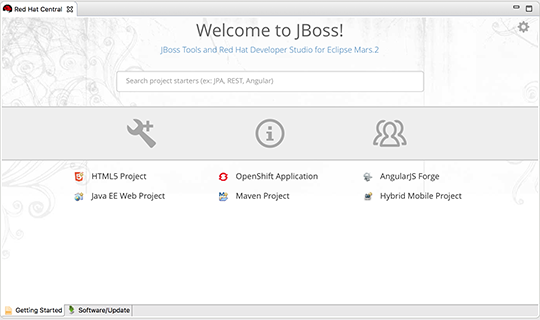 Red Hat Central
Welcome to JBoss!
JBoss Tools and Red Hat Developer Studio for Eclipse Mars.2
Search project starters (ex: JPA, REST, Angular)
HTML5 Project
OpenShift Application
AngularJS Forge
Java EE Web Project
Maven Project
Hybrid Mobile Project
Getting Started
Software/Update